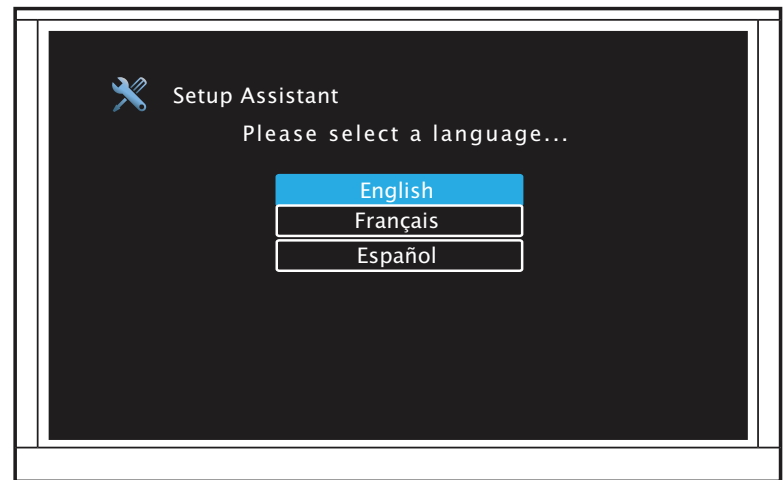 Setup Assistant
Please select a language...
English
Français
Español